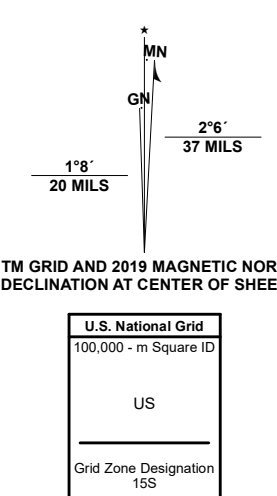 ★
MN
GN
2°6´
37 MILS
1°8´
20 MILS
TM GRID AND 2019 MAGNETIC NOR
DECLINATION AT CENTER OF SHEE
U.S. National Grid
100,000 - m Square ID
US
Grid Zone Designation
15S